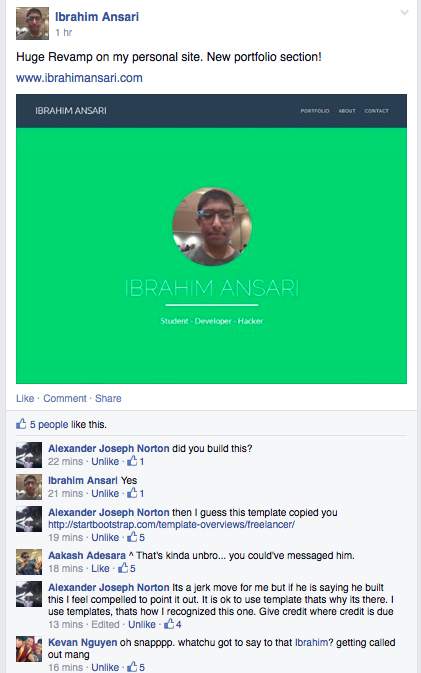 Ibrahim Ansari
1 hr
Huge Revamp on my personal site. New portfolio section!
www.ibrahimansari.com
IBRAHIM ANSARI
PORTFOLIO ABOUT CONTACT
IBRAHIM ANSARI
Student - Developer - Hacker
Like · Comment · Share
5 people like this.
Alexander Joseph Norton did you build this?
22 mins · Unlike · 1
Ibrahim Ansari Yes
21 mins · Unlike · 1
Alexander Joseph Norton then I guess this template copied you
http://startbootstrap.com/template-overviews/freelancer/
19 mins · Unlike · 5
Aakash Adesara ^ That's kinda unbro... you could've messaged him.
18 mins · Like · 5
Alexander Joseph Norton Its a jerk move for me but if he is saying he built
this I feel compelled to point it out. It is ok to use template thats why its there. I
use templates, thats how I recognized this one. Give credit where credit is due
13 mins · Edited · Unlike · 4
Kevan Nguyen oh snapppp. whatchu got to say to that Ibrahim? getting called
out mang
16 mins · Unlike · 5